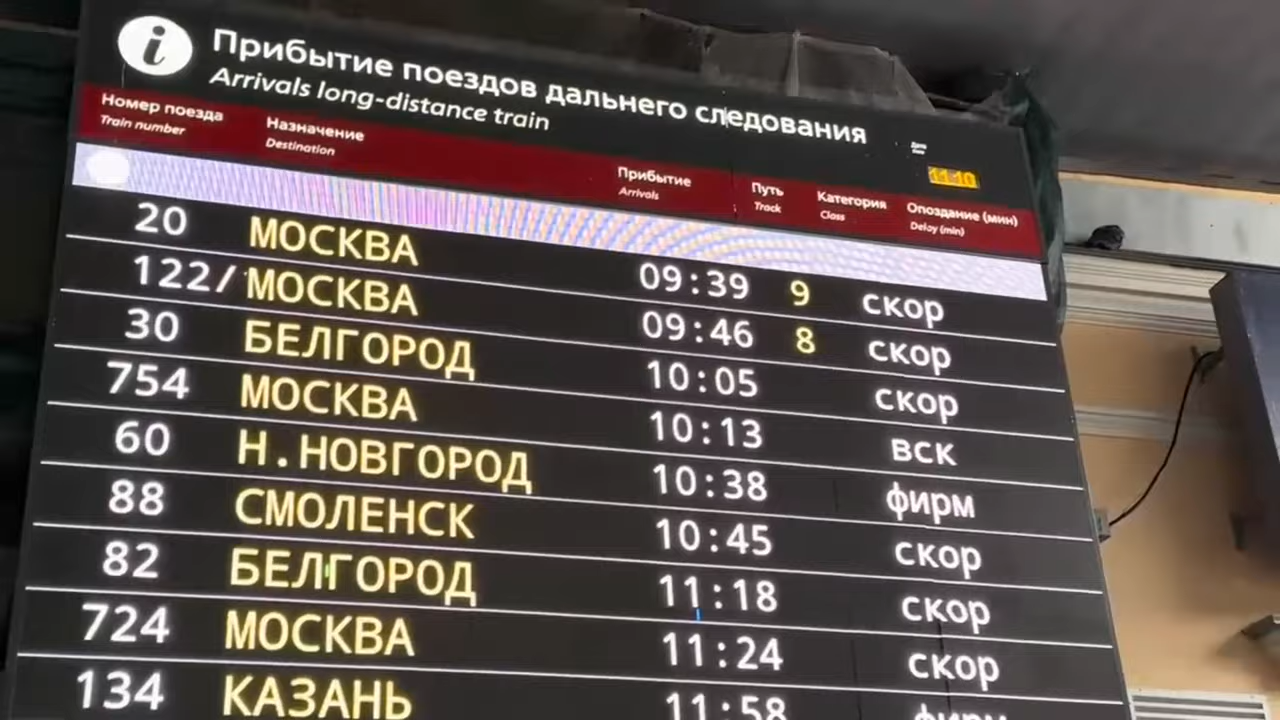 i Прибытие поездов дальнего следования
Arrivals long-distance train
Номер поезда Назначение Прибытие Путь Категория Опоздание (мин)
Train number Destination Arrivals Track Class Delay (min)
20 МОСКВА 09:39 9 скор
122/ МОСКВА 09:46 8 скор
30 БЕЛГОРОД 10:05 скор
754 МОСКВА 10:13 вск
60 Н.НОВГОРОД 10:38 фирм
88 СМОЛЕНСК 10:45 скор
82 БЕЛГОРОД 11:18 скор
724 МОСКВА 11:24 скор
134 КАЗАНЬ 11:58 фирм